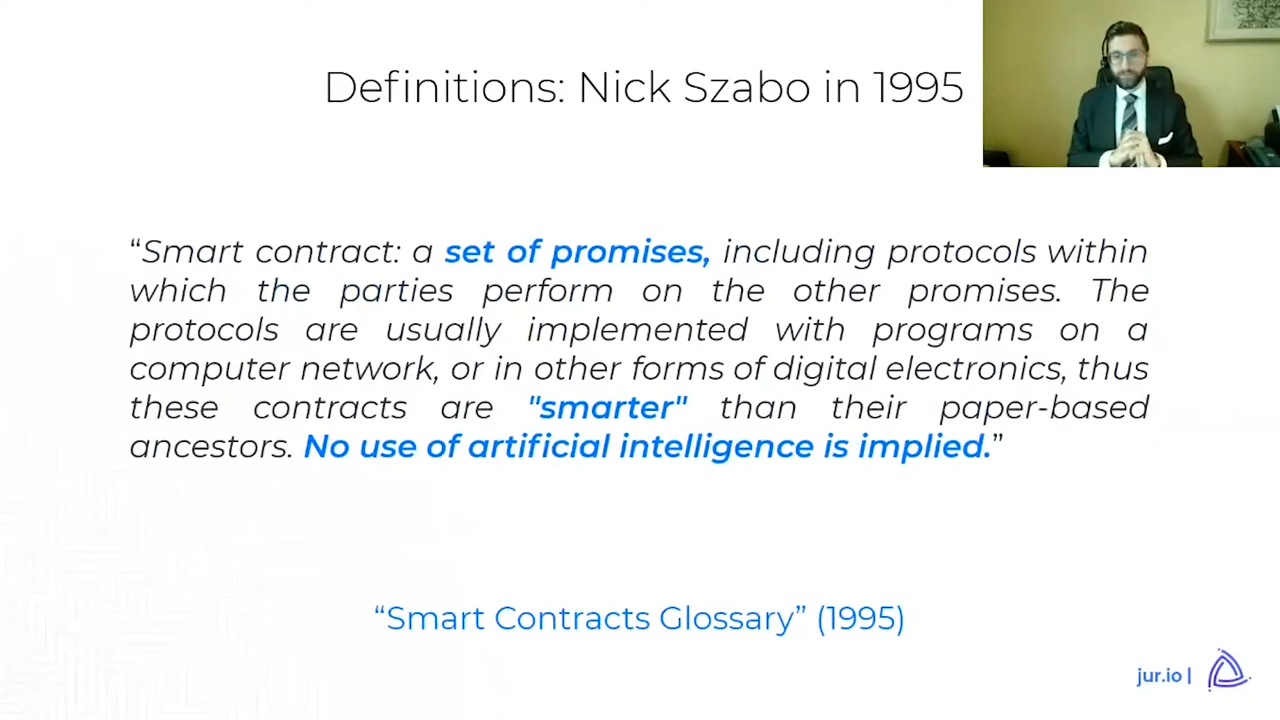 Definitions: Nick Szabo in 1995
“Smart contract: a set of promises, including protocols within
which the parties perform on the other promises. The
protocols are usually implemented with programs on a
computer network, or in other forms of digital electronics, thus
these contracts are "smarter" than their paper-based
ancestors. No use of artificial intelligence is implied.”
“Smart Contracts Glossary” (1995)
jur.io |